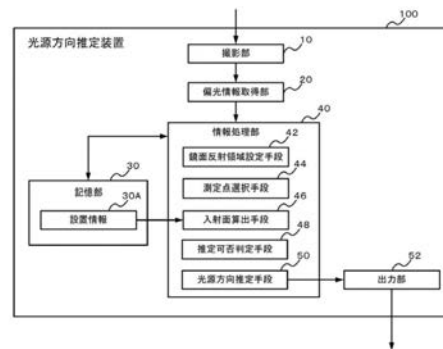 100
光源方向推定装置
10
撮影部
20
偏光情報取得部
40
情報処理部
42
鏡面反射領域設定手段
44
測定点選択手段
30
記憶部
30A
設置情報
46
入射面算出手段
48
推定可否判定手段
50
光源方向推定手段
52
出力部